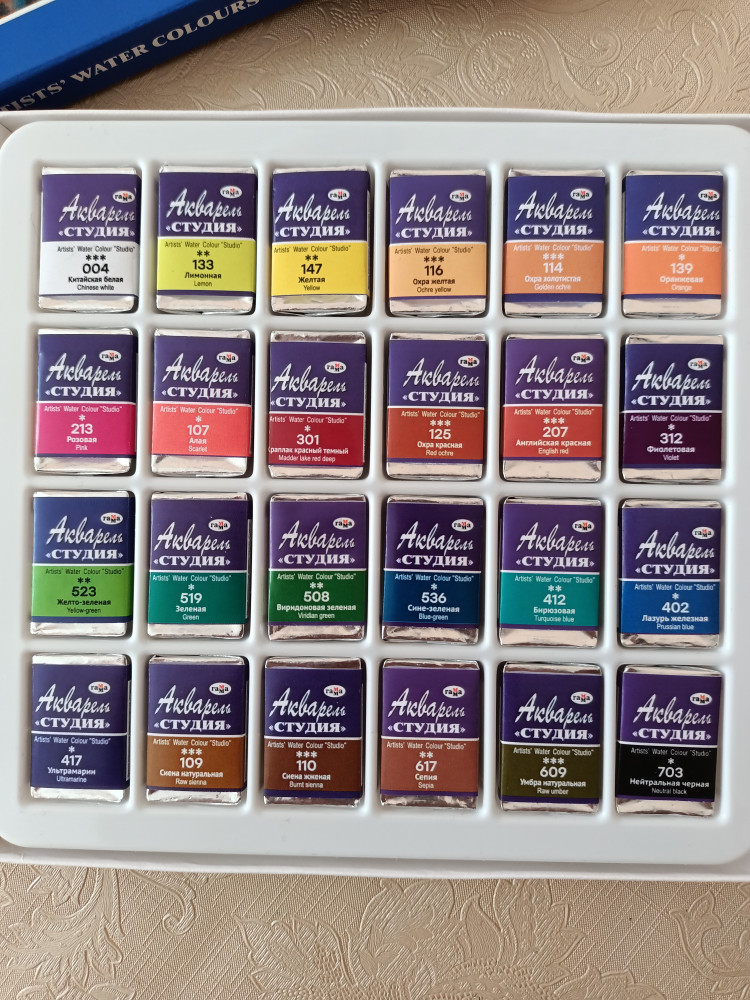 TISTS' WATER COLOURS
гамма
Акварель
«СТУДИЯ»
Artists' Water Colour "Studio"
***
004
Китайская белая
Chinese white
гамма
Акварель
«СТУДИЯ»
Artists' Water Colour "Studio"
**
133
Лимонная
Lemon
гамма
Акварель
«СТУДИЯ»
Artists' Water Colour "Studio"
**
147
Желтая
Yellow
гамма
Акварель
«СТУДИЯ»
Artists' Water Colour "Studio"
***
116
Охра желтая
Ochre yellow
гамма
Акварель
«СТУДИЯ»
Artists' Water Colour "Studio"
***
114
Охра золотистая
Golden ochre
гамма
Акварель
«СТУДИЯ»
Artists' Water Colour "Studio"
*
139
Оранжевая
Orange
гамма
Акварель
«СТУДИЯ»
Artists' Water Colour "Studio"
*
213
Розовая
Pink
гамма
Акварель
«СТУДИЯ»
Artists' Water Colour "Studio"
*
107
Алая
Scarlet
гамма
Акварель
«СТУДИЯ»
Artists' Water Colour "Studio"
*
301
раплак красный темный
Madder lake red deep
гамма
Акварель
«СТУДИЯ»
Artists' Water Colour "Studio"
***
125
Охра красная
Red ochre
гамма
Акварель
«СТУДИЯ»
Artists' Water Colour "Studio"
***
207
Английская красная
English red
гамма
Акварель
«СТУДИЯ»
Artists' Water Colour "Studio"
*
312
Фиолетовая
Violet
гамма
Акварель
«СТУДИЯ»
Artists' Water Colour "Studio"
**
523
Желто-зеленая
Yellow-green
гамма
Акварель
«СТУДИЯ»
Artists' Water Colour "Studio"
*
519
Зеленая
Green
гамма
Акварель
«СТУДИЯ»
Artists' Water Colour "Studio"
**
508
Виридоновая зеленая
Viridian green
гамма
Акварель
«СТУДИЯ»
Artists' Water Colour "Studio"
*
536
Сине-зеленая
Blue-green
гамма
Акварель
«СТУДИЯ»
Artists' Water Colour "Studio"
**
412
Бирюзовая
Turquoise blue
гамма
Акварель
«СТУДИЯ»
Artists' Water Colour "Studio"
*
402
Лазурь железная
Prussian blue
гамма
Акварель
«СТУДИЯ»
Artists' Water Colour "Studio"
*
417
Ультрамарин
Ultramarine
гамма
Акварель
«СТУДИЯ»
Artists' Water Colour "Studio"
***
109
Сиена натуральная
Raw sienna
гамма
Акварель
«СТУДИЯ»
Artists' Water Colour "Studio"
***
110
Сиена жженая
Burnt sienna
гамма
Акварель
«СТУДИЯ»
Artists' Water Colour "Studio"
**
617
Сепия
Sepia
гамма
Акварель
«СТУДИЯ»
Artists' Water Colour "Studio"
***
609
Умбра натуральная
Raw umber
гамма
Акварель
«СТУДИЯ»
Artists' Water Colour "Studio"
*
703
Нейтральная черная
Neutral black